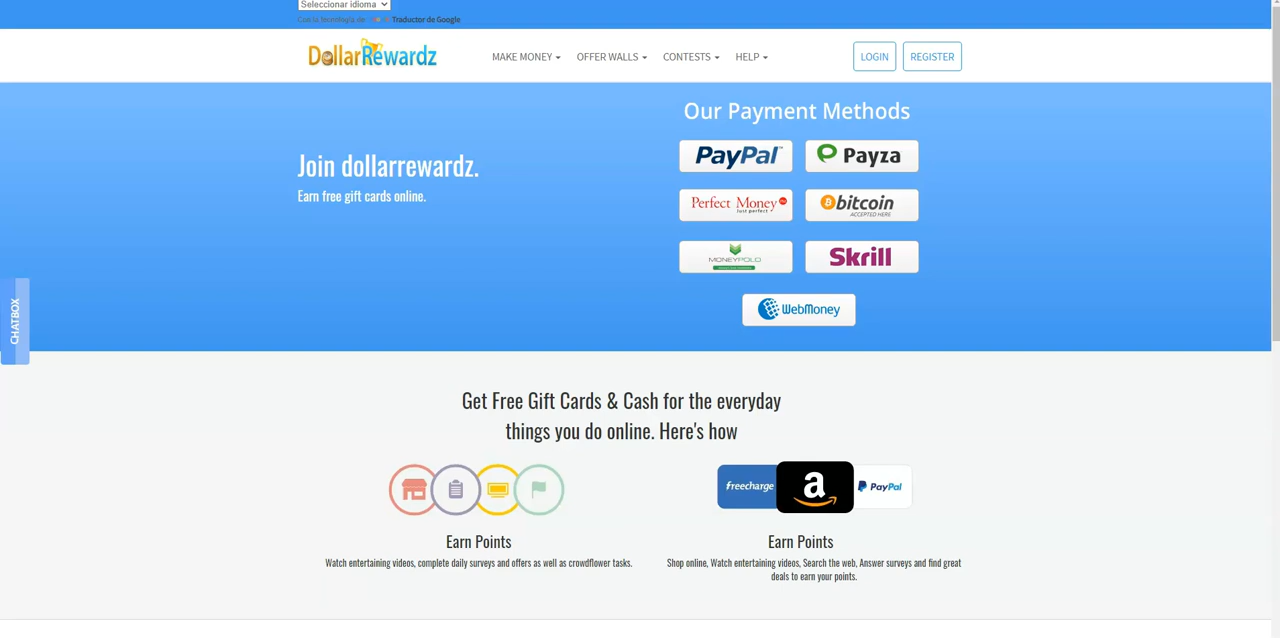 Seleccionar idioma
Con la tecnología de Traductor de Google
DollarRewardz
MAKE MONEY
OFFER WALLS
CONTESTS
HELP
LOGIN
REGISTER
Our Payment Methods
PayPal
Payza
Join dollarrewardz.
Earn free gift cards online.
Perfect Money
Just perfect
bitcoin
ACCEPTED HERE
MONEYPOLO
Skrill
WebMoney
CHATBOX
Get Free Gift Cards & Cash for the everyday
things you do online. Here's how
freecharge
a
PayPal
Earn Points
Watch entertaining videos, complete daily surveys and offers as well as crowdflower tasks.
Earn Points
Shop online, Watch entertaining videos, Search the web, Answer surveys and find great
deals to earn your points.